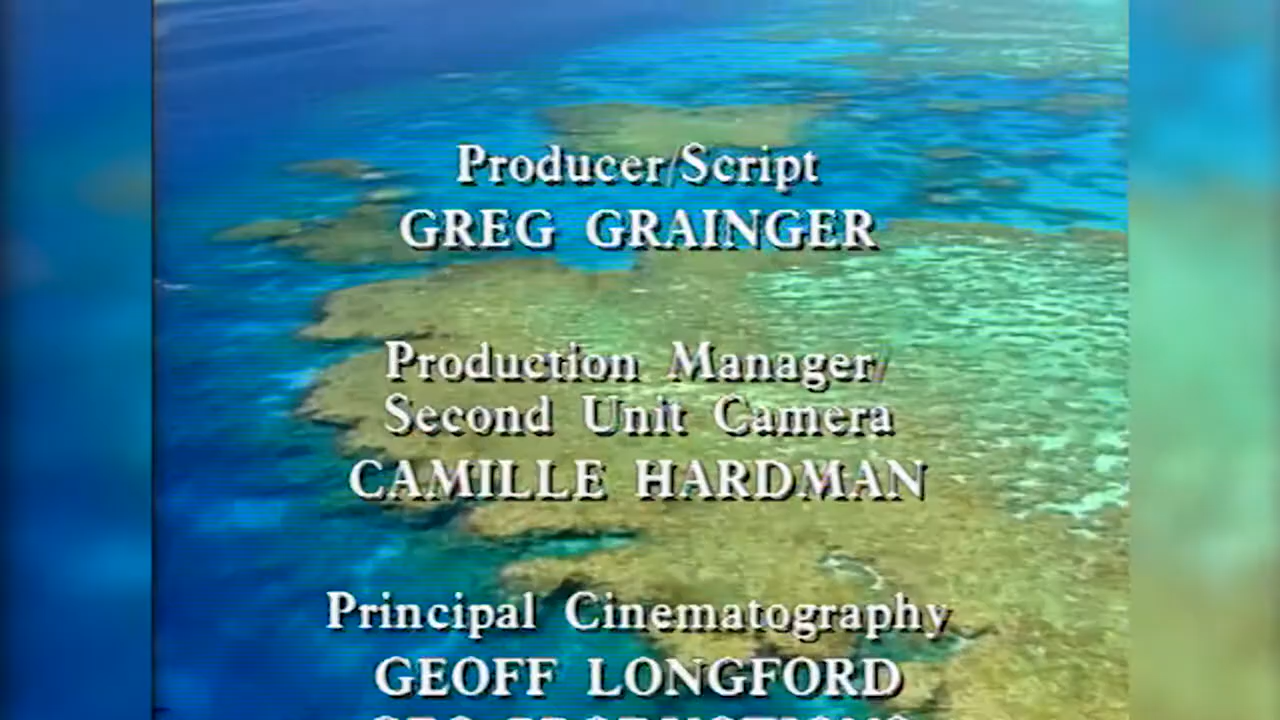 Producer/Script
GREG GRAINGER
Production Manager/
Second Unit Camera
CAMILLE HARDMAN
Principal Cinematography
GEOFF LONGFORD